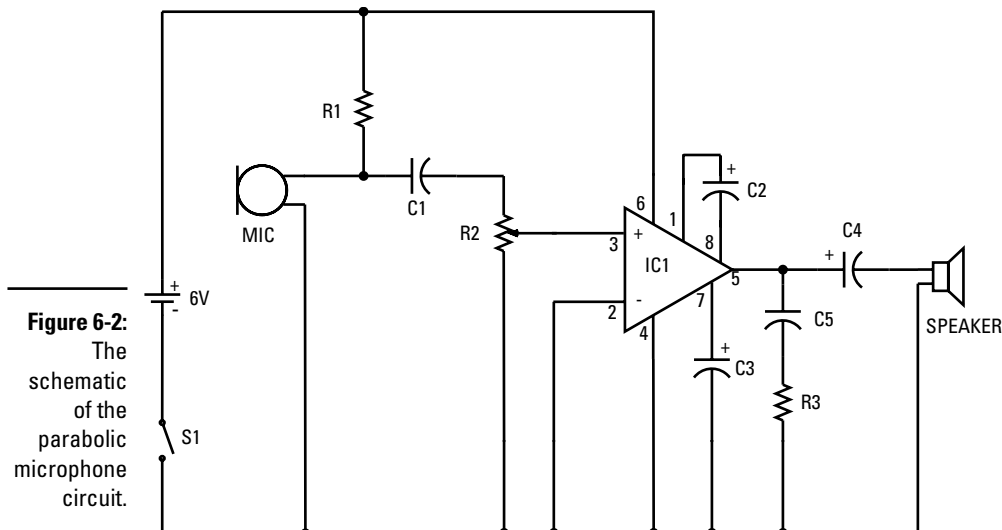 R1
MIC
C1
R2
6
1
+
C2
3
+
8
IC1
C4
+
5
2
-
7
4
+
C3
C5
SPEAKER
R3
+
6V
-
S1
Figure 6-2:
The
schematic
of the
parabolic
microphone
circuit.